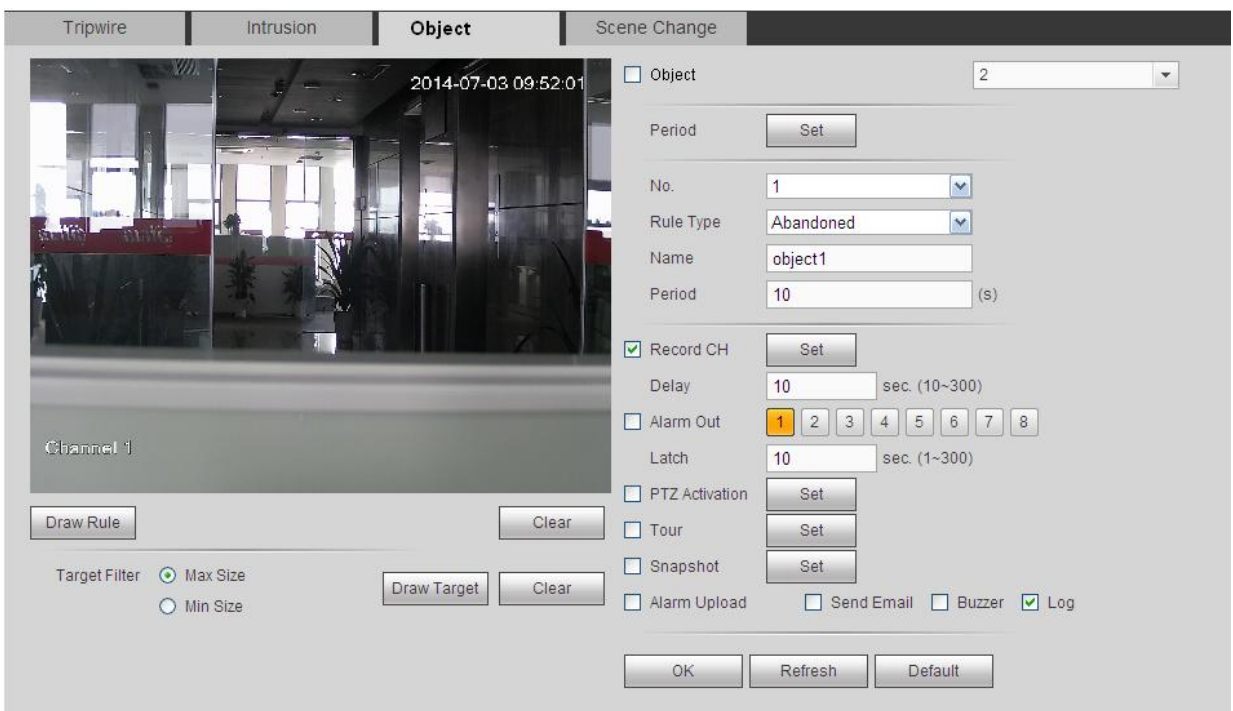 Tripwire Intrusion Object Scene Change
2014-07-03 09:52:01
Channel 1
Draw Rule Clear
Target Filter Max Size
Min Size
Draw Target Clear
Object 2
Period Set
No. 1
Rule Type Abandoned
Name object1
Period 10 (s)
Record CH Set
Delay 10 sec. (10~300)
Alarm Out 1 2 3 4 5 6 7 8
Latch 10 sec. (1~300)
PTZ Activation Set
Tour Set
Snapshot Set
Alarm Upload Send Email Buzzer Log
OK Refresh Default